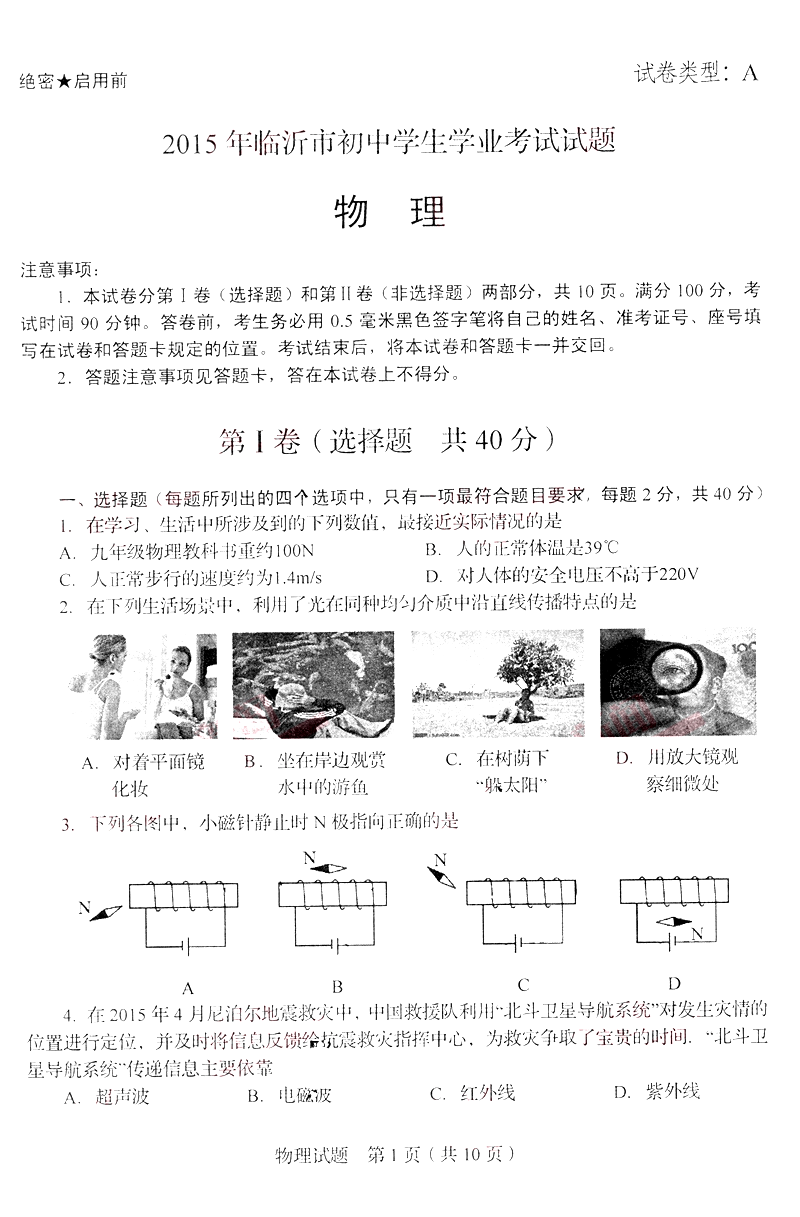 绝密★启用前
试卷类型：A
2015 年临沂市初中学生学业考试试题
物 理
注意事项：
1．本试卷分第Ⅰ卷（选择题）和第Ⅱ卷（非选择题）两部分，共 10 页。满分 100 分，考
试时间 90 分钟。答卷前，考生务必用 0.5 毫米黑色签字笔将自己的姓名、准考证号、座号填
写在试卷和答题卡规定的位置。考试结束后，将本试卷和答题卡一并交回。
2．答题注意事项见答题卡，答在本试卷上不得分。
第Ⅰ卷（选择题 共 40 分）
一、选择题（每题所列出的四个选项中，只有一项最符合题目要求，每题 2 分，共 40 分）
1．在学习、生活中所涉及到的下列数值，最接近实际情况的是
A．九年级物理教科书重约100N B．人的正常体温是39℃
C．人正常步行的速度约为1.4m/s D．对人体的安全电压不高于220V
2．在下列生活场景中，利用了光在同种均匀介质中沿直线传播特点的是
100
A．对着平面镜 B．坐在岸边观赏 C．在树荫下 D．用放大镜观
化妆 水中的游鱼 “躲太阳” 察细微处
3．下列各图中，小磁针静止时 N 极指向正确的是
N N N N
A B C D
4．在 2015 年 4 月尼泊尔地震救灾中，中国救援队利用“北斗卫星导航系统”对发生灾情的
位置进行定位，并及时将信息反馈给抗震救灾指挥中心，为救灾争取了宝贵的时间．“北斗卫
星导航系统”传递信息主要依靠
A．超声波 B．电磁波 C．红外线 D．紫外线
物理试题 第 1 页（共 10 页）